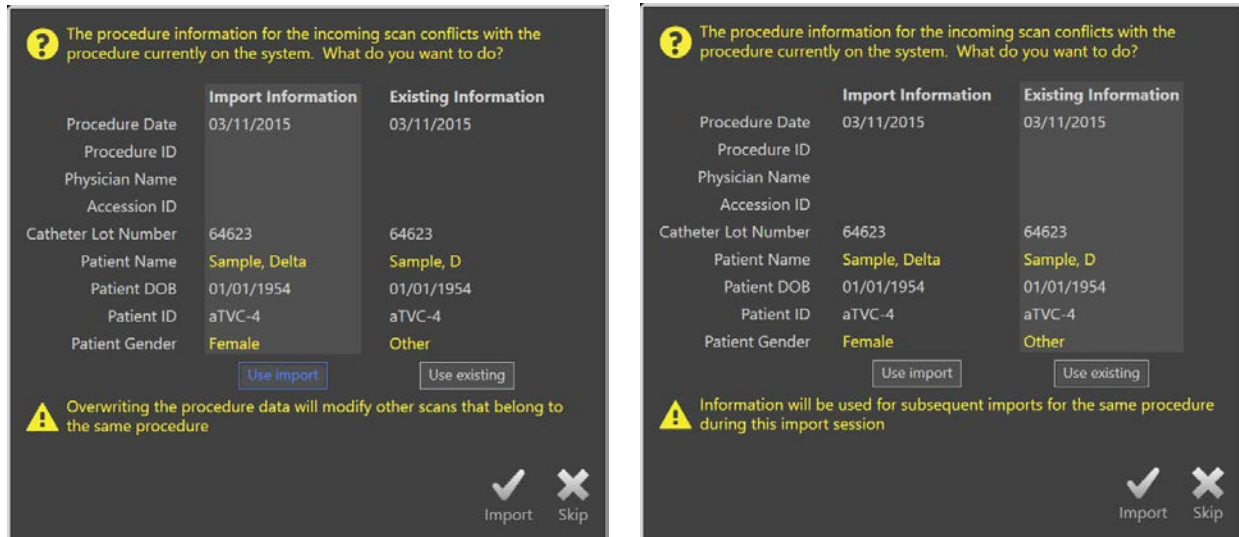 The procedure information for the incoming scan conflicts with the
procedure currently on the system. What do you want to do?
Import Information Existing Information
Procedure Date 03/11/2015 03/11/2015
Procedure ID
Physician Name
Accession ID
Catheter Lot Number 64623 64623
Patient Name Sample, Delta Sample, D
Patient DOB 01/01/1954 01/01/1954
Patient ID aTVC-4 aTVC-4
Patient Gender Female Other
Use import Use existing
Overwriting the procedure data will modify other scans that belong to
the same procedure
Import Skip
The procedure information for the incoming scan conflicts with the
procedure currently on the system. What do you want to do?
Import Information Existing Information
Procedure Date 03/11/2015 03/11/2015
Procedure ID
Physician Name
Accession ID
Catheter Lot Number 64623 64623
Patient Name Sample, Delta Sample, D
Patient DOB 01/01/1954 01/01/1954
Patient ID aTVC-4 aTVC-4
Patient Gender Female Other
Use import Use existing
Information will be used for subsequent imports for the same procedure
during this import session
Import Skip